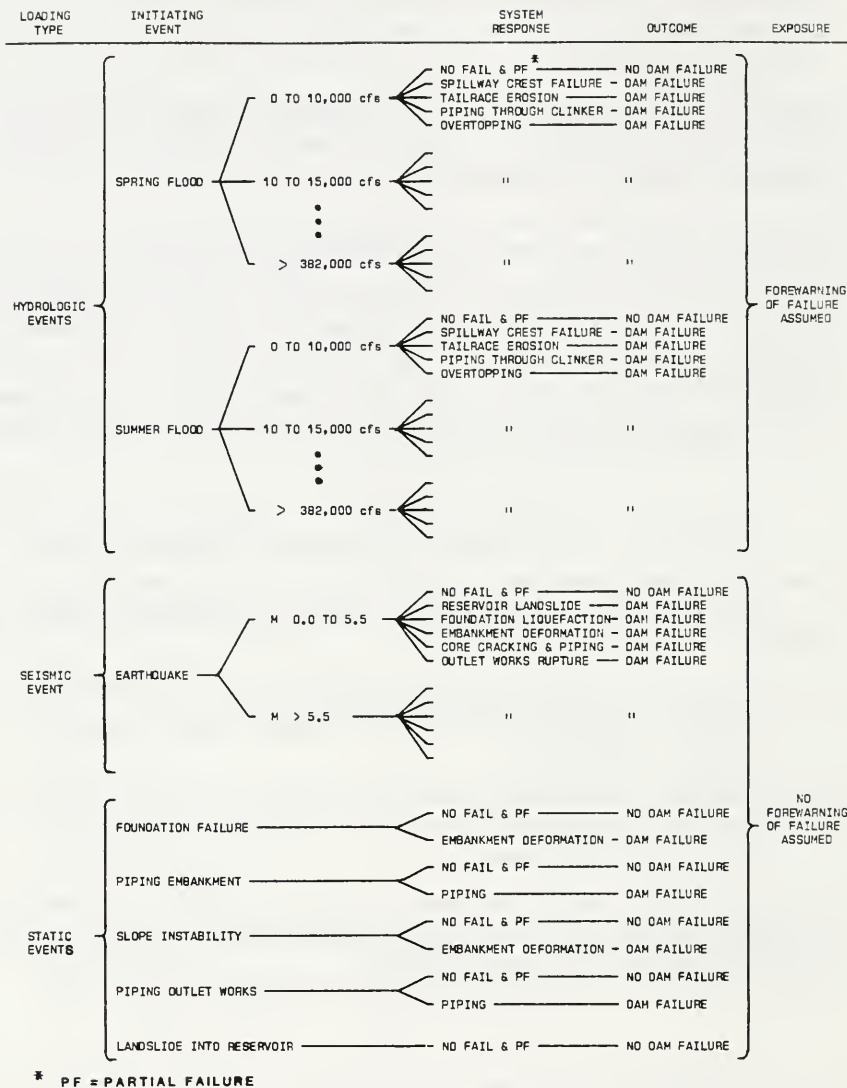 LOADING TYPE INITIATING EVENT SYSTEM RESPONSE OUTCOME EXPOSURE
HYDROLOGIC EVENTS
SPRING FLOOD
0 TO 10,000 cfs
NO FAIL & PF * NO DAM FAILURE
SPILLWAY CREST FAILURE - DAM FAILURE
TAILRACE EROSION DAM FAILURE
PIPING THROUGH CLINKER - DAM FAILURE
OVERTOPPING DAM FAILURE
10 TO 15,000 cfs " "
> 382,000 cfs " "
SUMMER FLOOD
0 TO 10,000 cfs
NO FAIL & PF NO DAM FAILURE
SPILLWAY CREST FAILURE - DAM FAILURE
TAILRACE EROSION DAM FAILURE
PIPING THROUGH CLINKER - DAM FAILURE
OVERTOPPING DAM FAILURE
10 TO 15,000 cfs " "
> 382,000 cfs " "
FOREWARNING
OF FAILURE
ASSUMED
SEISMIC EVENT
EARTHQUAKE
M 0.0 TO 5.5
NO FAIL & PF NO DAM FAILURE
RESERVOIR LANDSLIDE DAM FAILURE
FOUNDATION LIQUEFACTION - DAM FAILURE
EMBANKMENT DEFORMATION - DAM FAILURE
CORE CRACKING & PIPING - DAM FAILURE
OUTLET WORKS RUPTURE DAM FAILURE
M > 5.5 " "
STATIC EVENTS
FOUNDATION FAILURE
NO FAIL & PF NO DAM FAILURE
EMBANKMENT DEFORMATION - DAM FAILURE
PIPING EMBANKMENT
NO FAIL & PF NO DAM FAILURE
PIPING DAM FAILURE
SLOPE INSTABILITY
NO FAIL & PF NO DAM FAILURE
EMBANKMENT DEFORMATION - DAM FAILURE
PIPING OUTLET WORKS
NO FAIL & PF NO DAM FAILURE
PIPING DAM FAILURE
LANDSLIDE INTO RESERVOIR NO FAIL & PF NO DAM FAILURE
NO
FOREWARNING
OF FAILURE
ASSUMED
* PF = PARTIAL FAILURE